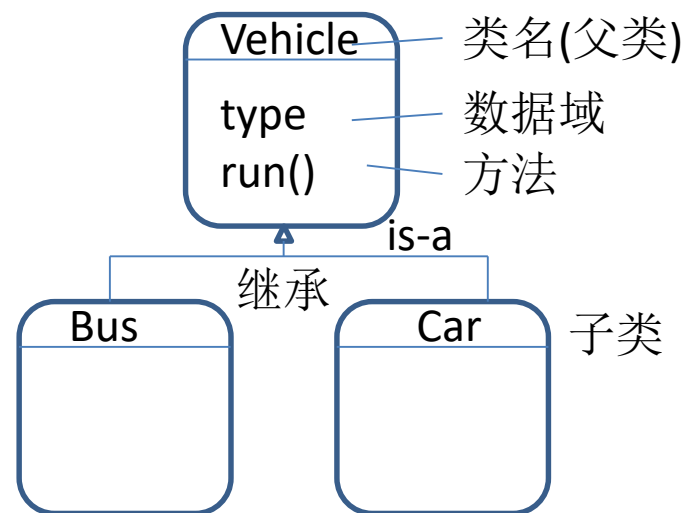 Vehicle
类名(父类)
type
数据域
run()
方法
is-a
继承
Bus
Car
子类